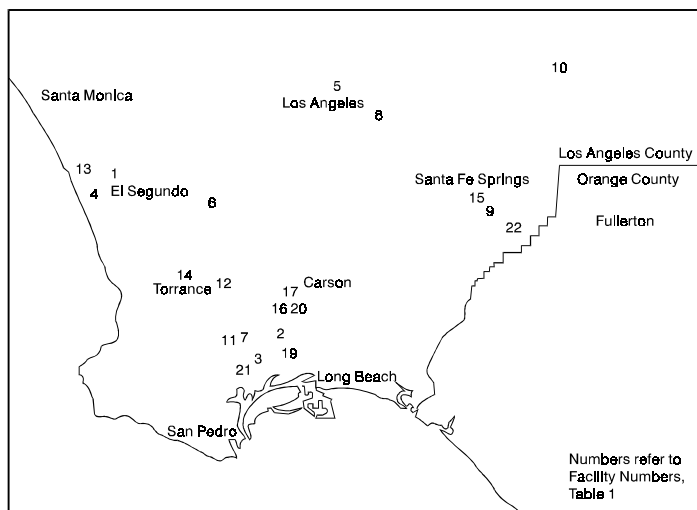 10
5
Santa Monica
Los Angeles
8
Los Angeles County
13
1
Santa Fe Springs
Orange County
4
El Segundo
6
15
9
22
Fullerton
14
Torrance
12
17
Carson
16
20
11
7
2
19
3
21
Long Beach
San Pedro
Numbers refer to
Facility Numbers,
Table 1